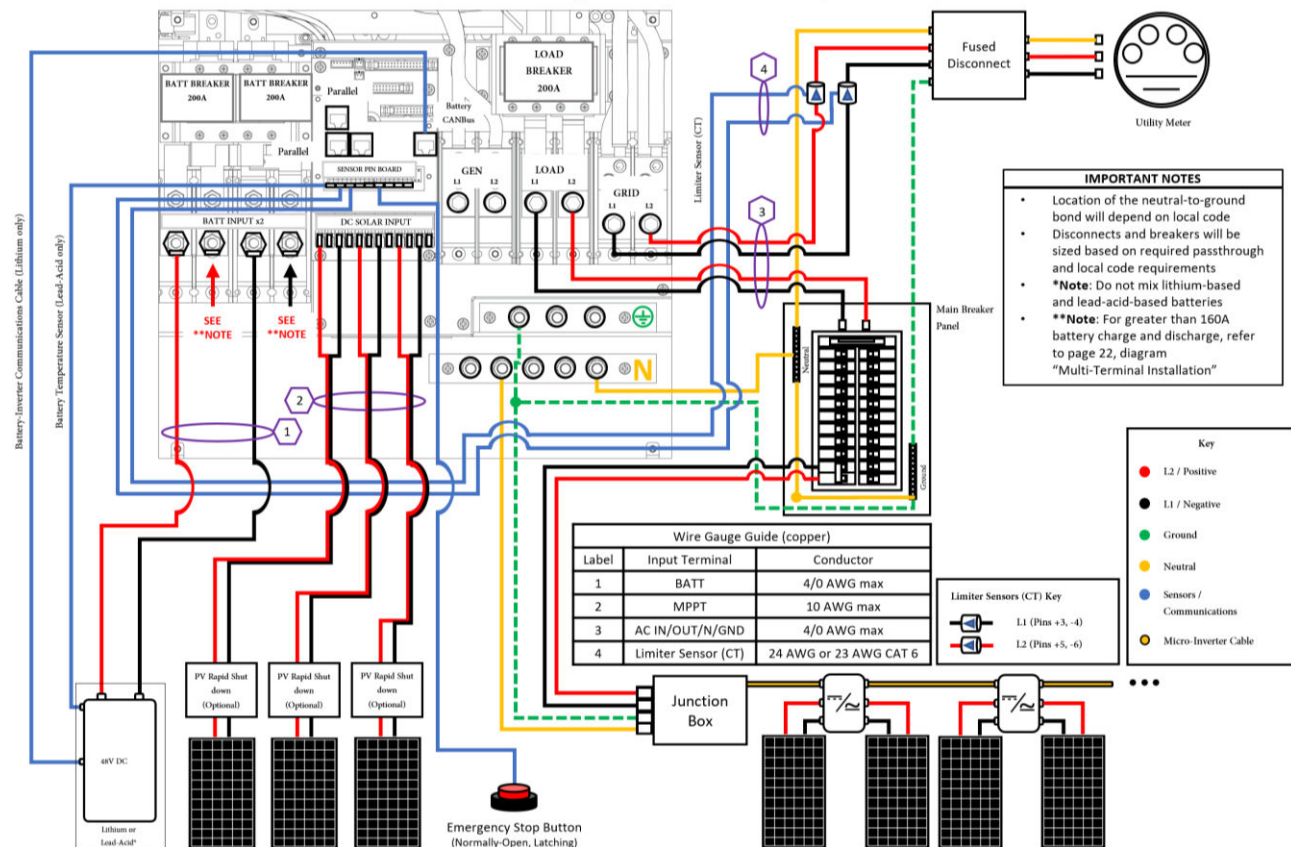 BATT BREAKER
200A
BATT BREAKER
200A
LOAD
BREAKER
200A
Parallel
Parallel
Battery
CANBus
SENSOR PIN BOARD
BATT INPUT x2
DC SOLAR INPUT
GEN
L1
L2
LOAD
L1
L2
GRID
L1
L2
SEE
**NOTE
SEE
**NOTE
N
1
2
3
4
Battery-Inverter Communications Cable (Lithium only)
Battery Temperature Sensor (Lead-Acid only)
Limiter Sensor (CT)
Fused
Disconnect
Utility Meter
IMPORTANT NOTES
• Location of the neutral-to-ground
bond will depend on local code
• Disconnects and breakers will be
sized based on required passthrough
and local code requirements
• *Note: Do not mix lithium-based
and lead-acid-based batteries
• **Note: For greater than 160A
battery charge and discharge, refer
to page 22, diagram
"Multi-Terminal Installation"
Main Breaker
Panel
Neutral
Ground
Key
L2 / Positive
L1 / Negative
Ground
Neutral
Sensors /
Communications
Micro-Inverter Cable
Wire Gauge Guide (copper)
Label Input Terminal Conductor
1 BATT 4/0 AWG max
2 MPPT 10 AWG max
3 AC IN/OUT/N/GND 4/0 AWG max
4 Limiter Sensor (CT) 24 AWG or 23 AWG CAT 6
Limiter Sensors (CT) Key
L1 (Pins +3, -4)
L2 (Pins +5, -6)
PV Rapid Shut
down
(Optional)
PV Rapid Shut
down
(Optional)
PV Rapid Shut
down
(Optional)
Junction
Box
48V DC
Lithium or
Lead-Acid*
Emergency Stop Button
(Normally-Open, Latching)